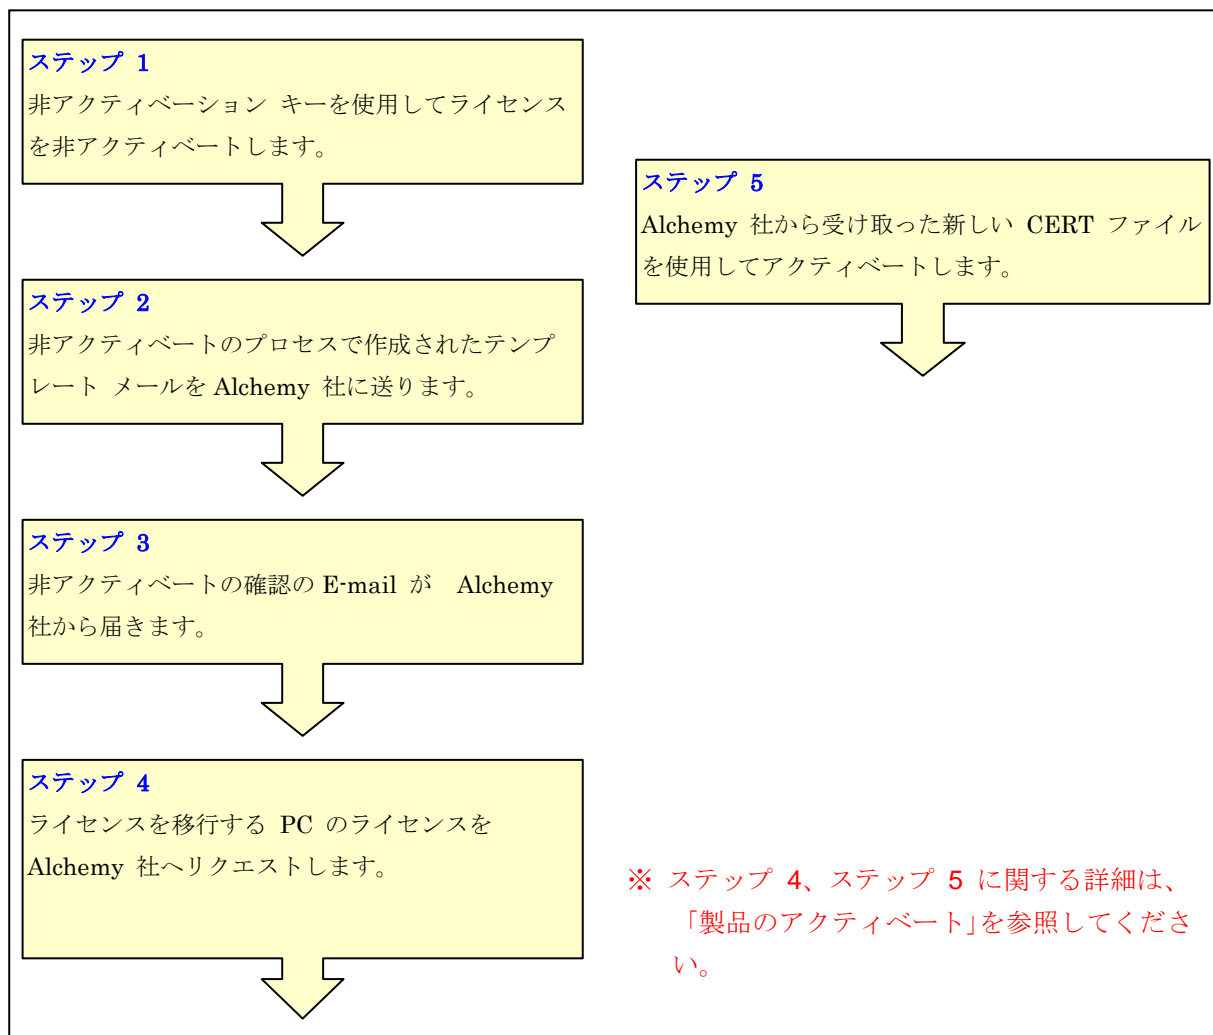 ステップ 1
非アクティベーション キーを使用してライセンス
を非アクティベートします。
ステップ 2
非アクティベートのプロセスで作成されたテンプ
レート メールを Alchemy 社に送ります。
ステップ 3
非アクティベートの確認の E-mail が　Alchemy
社から届きます。
ステップ 4
ライセンスを移行する PC のライセンスを
Alchemy 社へリクエストします。
ステップ 5
Alchemy 社から受け取った新しい CERT ファイル
を使用してアクティベートします。
※ ステップ 4、ステップ 5 に関する詳細は、
「製品のアクティベート」を参照してくださ
い。